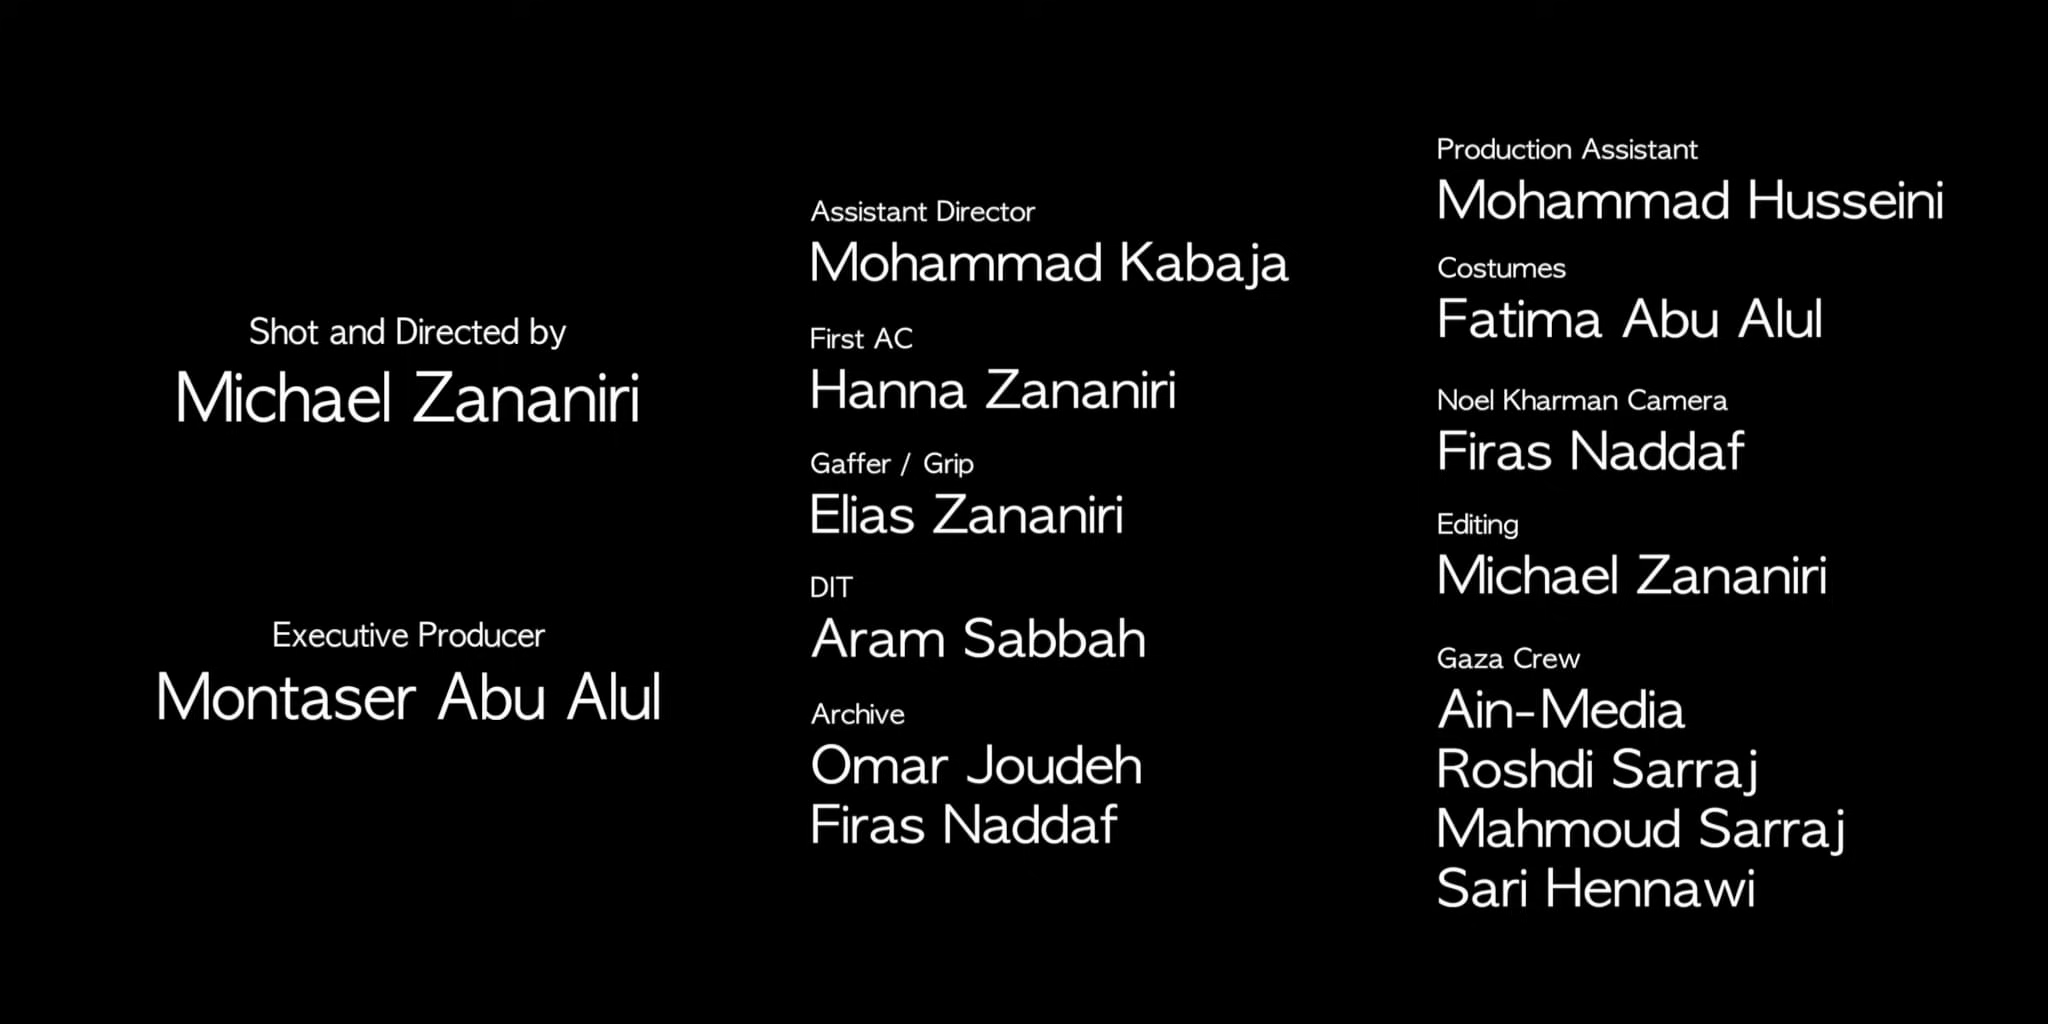 Shot and Directed by
Michael Zananiri
Executive Producer
Montaser Abu Alul
Assistant Director
Mohammad Kabaja
First AC
Hanna Zananiri
Gaffer / Grip
Elias Zananiri
DIT
Aram Sabbah
Archive
Omar Joudeh
Firas Naddaf
Production Assistant
Mohammad Husseini
Costumes
Fatima Abu Alul
Noel Kharman Camera
Firas Naddaf
Editing
Michael Zananiri
Gaza Crew
Ain-Media
Roshdi Sarraj
Mahmoud Sarraj
Sari Hennawi